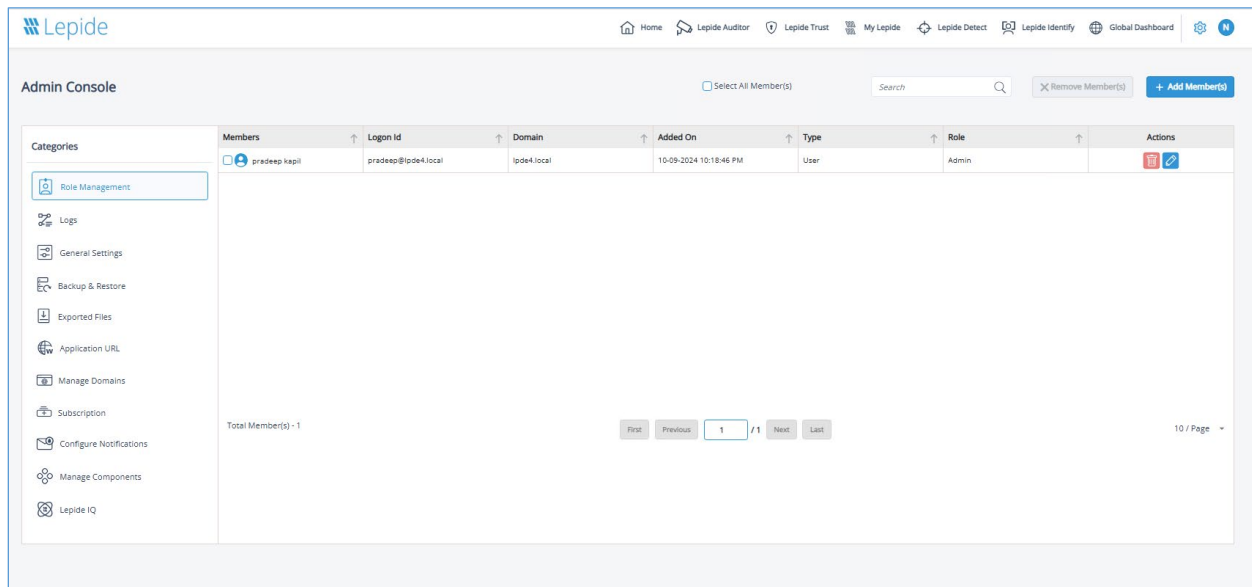 Lepide
Home Lepide Auditor Lepide Trust My Lepide Lepide Detect Lepide Identify Global Dashboard N
Admin Console
Select All Member(s) Search Remove Member(s) + Add Member(s)
Categories
Role Management
Logs
General Settings
Backup & Restore
Exported Files
Application URL
Manage Domains
Subscription
Configure Notifications
Manage Components
Lepide IQ
Members Logon Id Domain Added On Type Role Actions
pradeep kapil pradeep@lpde4.local lpde4.local 10-09-2024 10:18:46 PM User Admin
Total Member(s) - 1 First Previous 1 / 1 Next Last 10 / Page